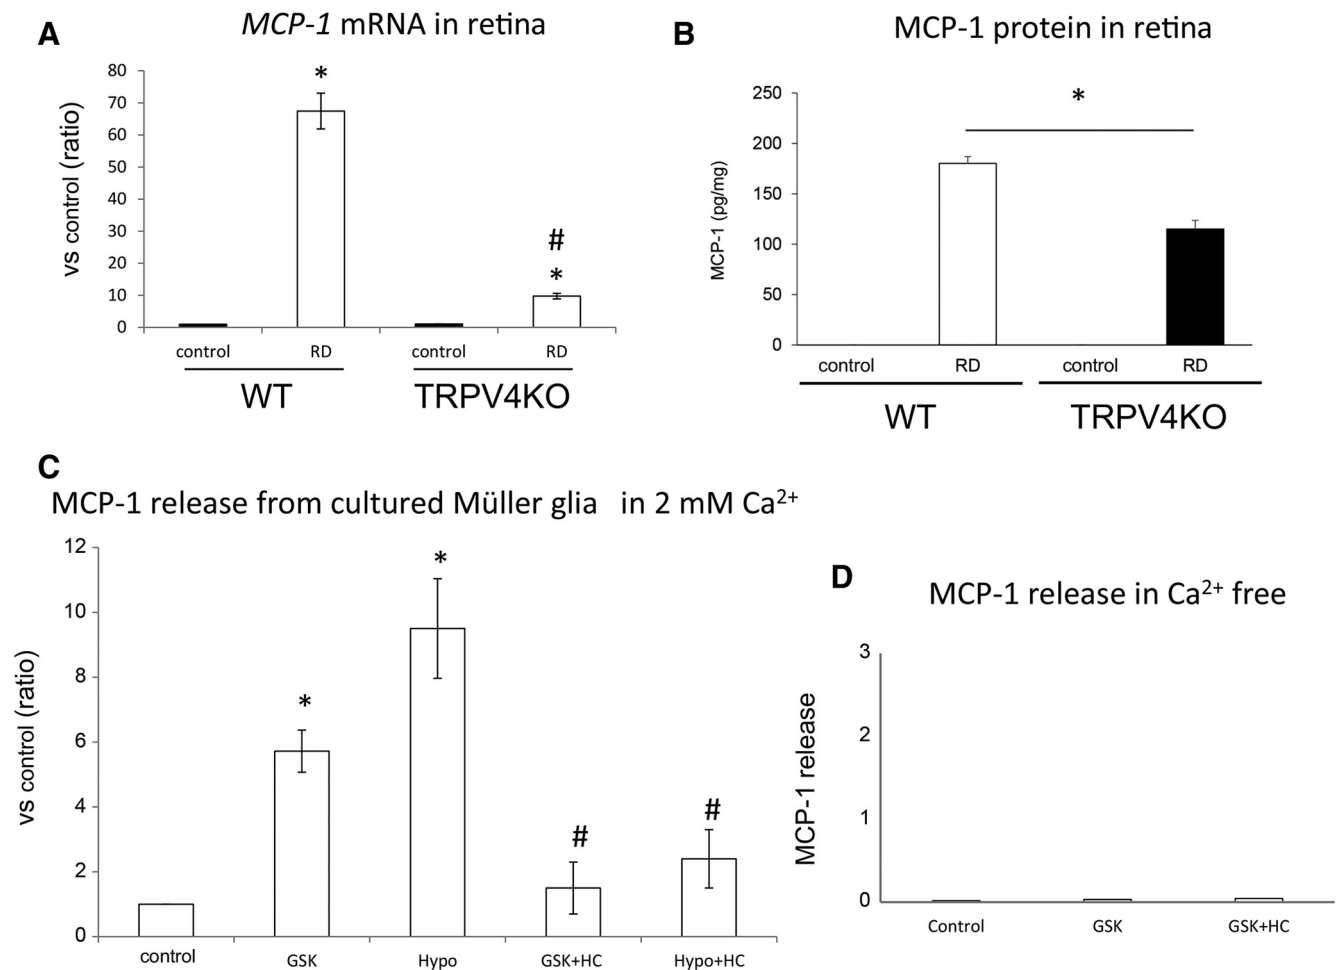 A
MCP-1 mRNA in retina
vs control (ratio)
80
70
60
50
40
30
20
10
0
*
#
*
control RD control RD
WT TRPV4KO
B
MCP-1 protein in retina
MCP-1 (pg/mg)
250
200
150
100
50
0
*
control RD control RD
WT TRPV4KO
C
MCP-1 release from cultured Müller glia in 2 mM Ca²⁺
vs control (ratio)
12
10
8
6
4
2
0
*
*
#
#
control GSK Hypo GSK+HC Hypo+HC
D
MCP-1 release in Ca²⁺ free
MCP-1 release
3
2
1
0
Control GSK GSK+HC